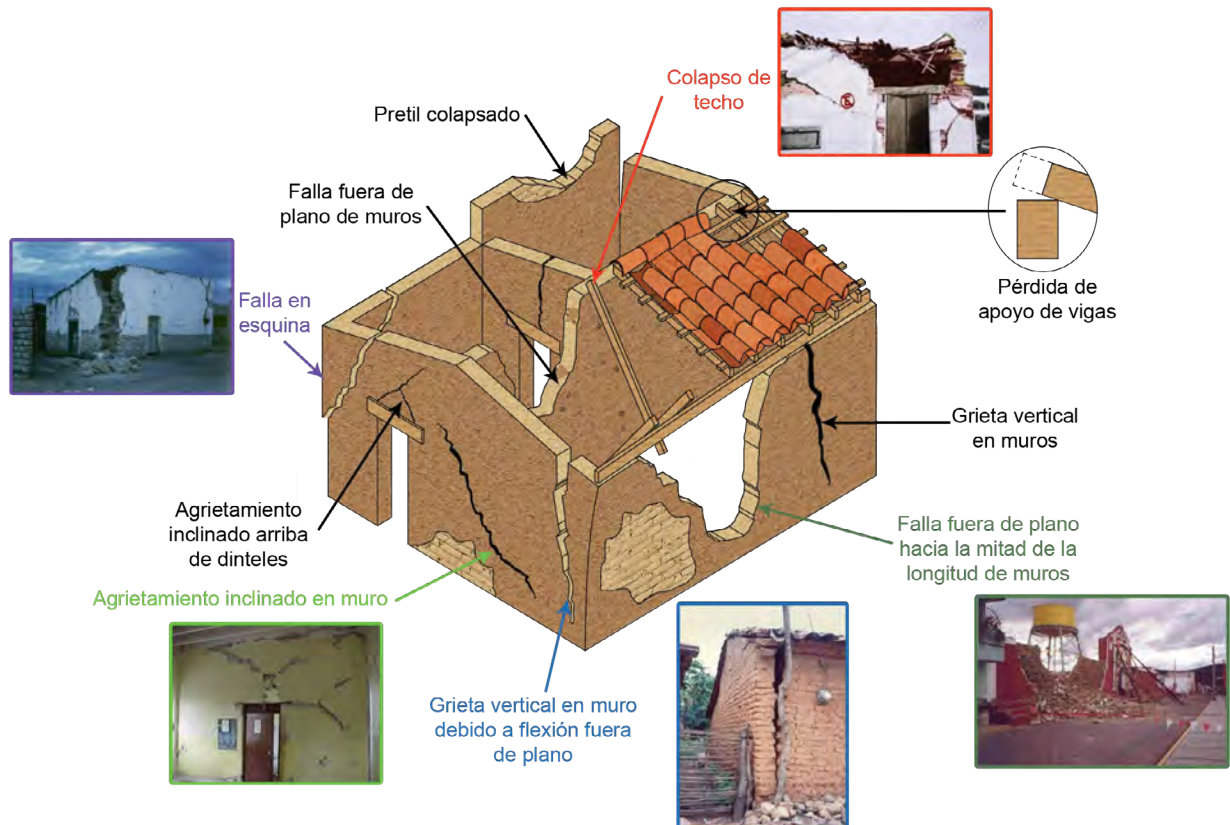 Colapso de
techo
Pretil colapsado
Falla fuera de
plano de muros
Pérdida de
apoyo de vigas
Falla en
esquina
Grieta vertical
en muros
Agrietamiento
inclinado arriba
de dinteles
Falla fuera de plano
hacia la mitad de la
longitud de muros
Agrietamiento inclinado en muro
Grieta vertical en muro
debido a flexión fuera
de plano